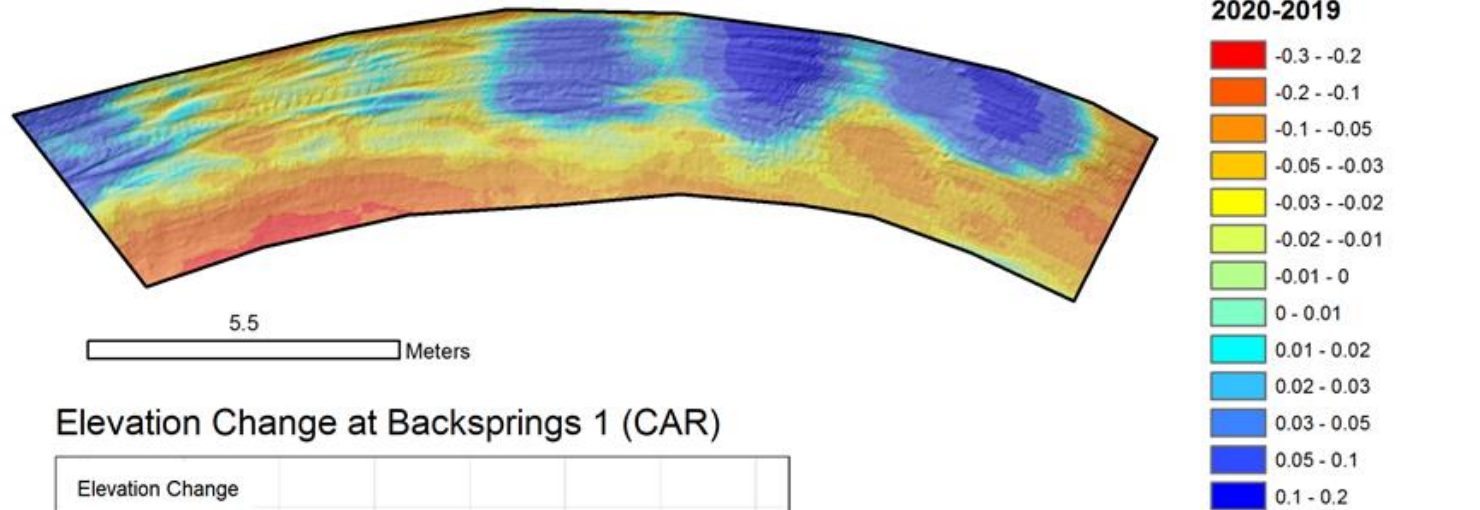 2020-2019
-0.3 - -0.2
-0.2 - -0.1
-0.1 - -0.05
-0.05 - -0.03
-0.03 - -0.02
-0.02 - -0.01
-0.01 - 0
0 - 0.01
0.01 - 0.02
0.02 - 0.03
0.03 - 0.05
0.05 - 0.1
0.1 - 0.2
5.5
Meters
Elevation Change at Backsprings 1 (CAR)
Elevation Change